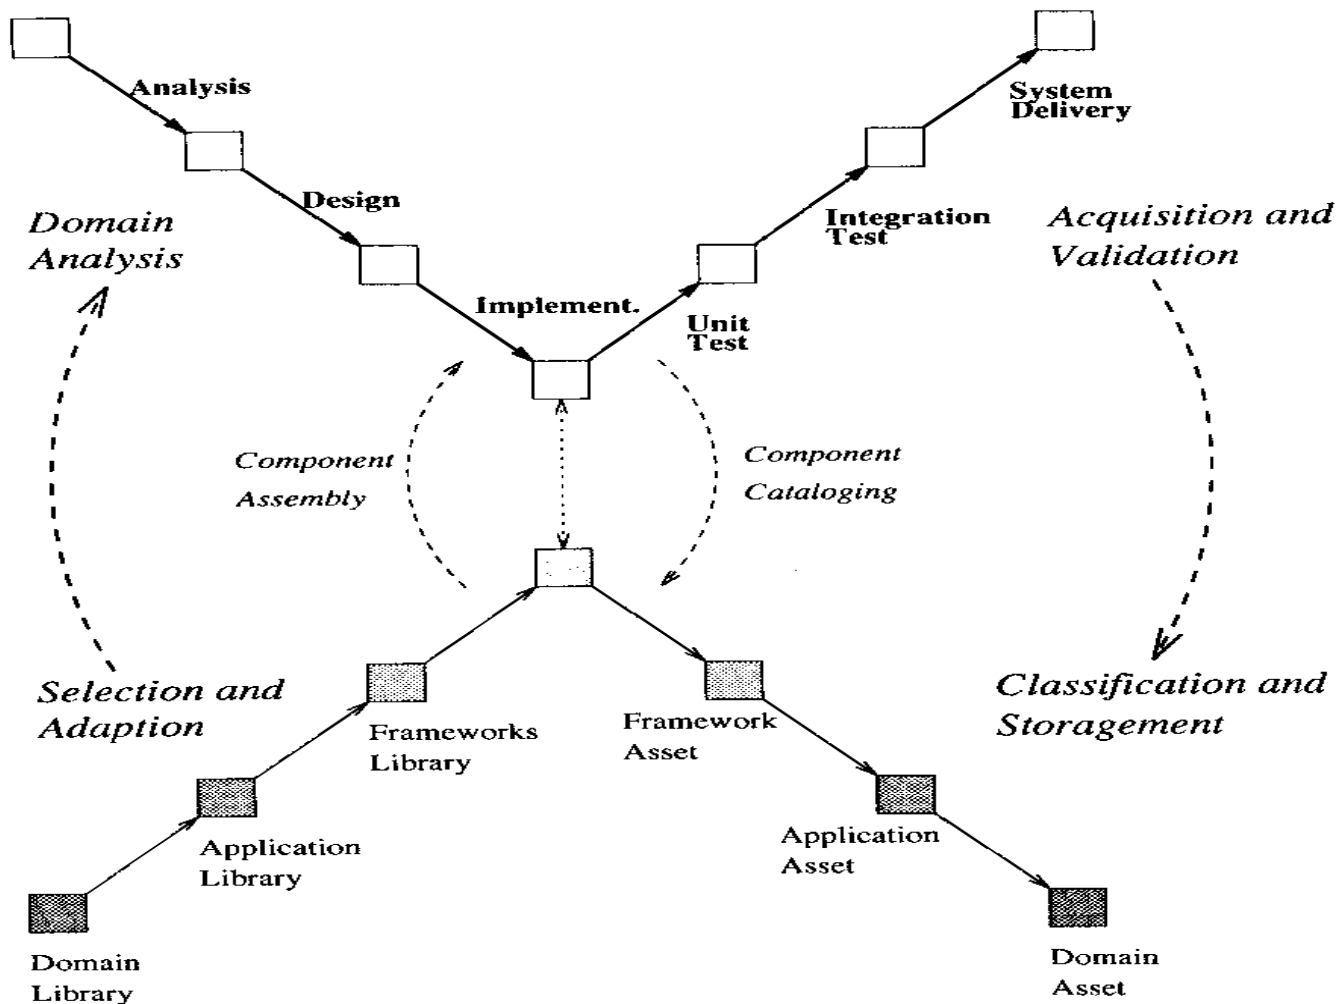 Analysis
System
Delivery
Design
Domain
Analysis
Integration
Test
Acquisition and
Validation
Implement.
Unit
Test
Component
Assembly
Component
Cataloging
Selection and
Adaption
Frameworks
Library
Framework
Asset
Classification and
Storagement
Application
Library
Application
Asset
Domain
Library
Domain
Asset